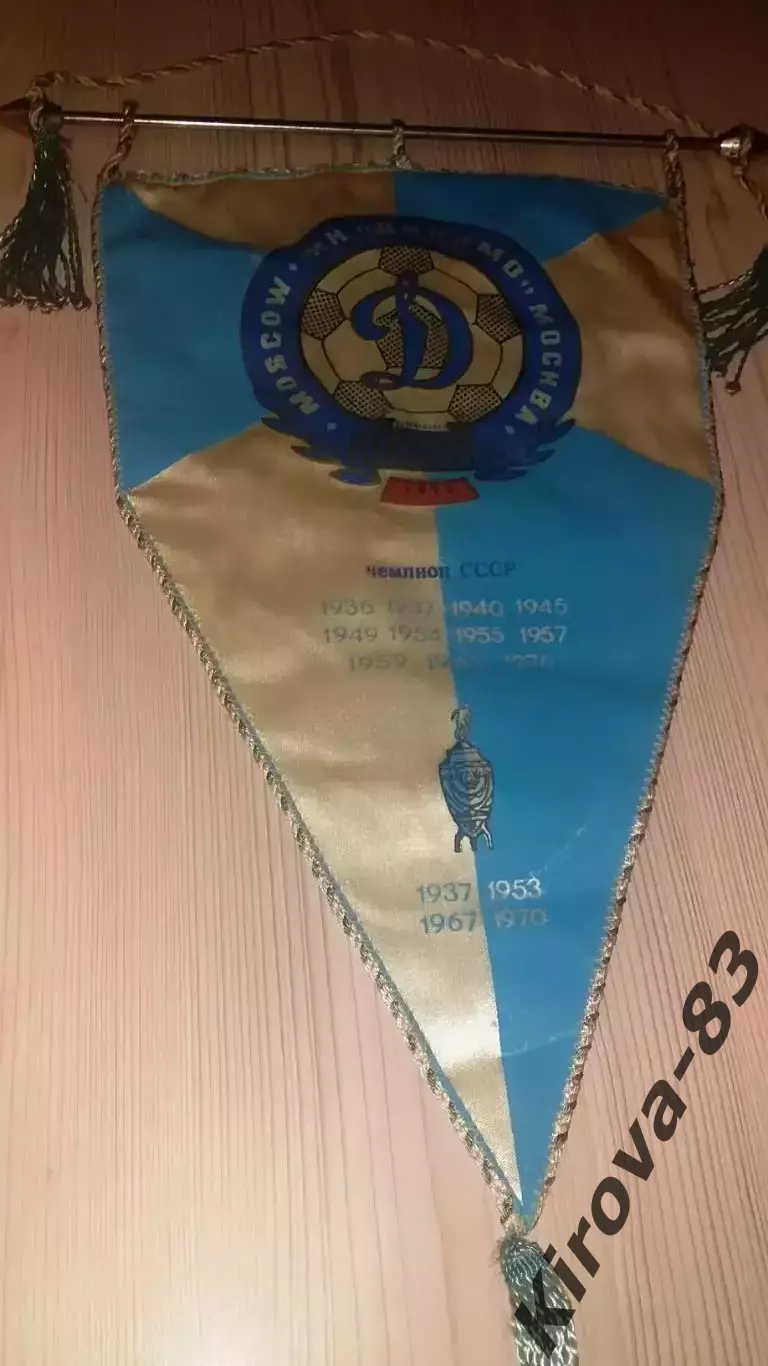 MOSCOW • МОСКВА •
Д
чемпион СССР
1936 1937 1940 1945
1949 1954 1955 1957
1959
1937 1953
1967 1970
Kirova-83